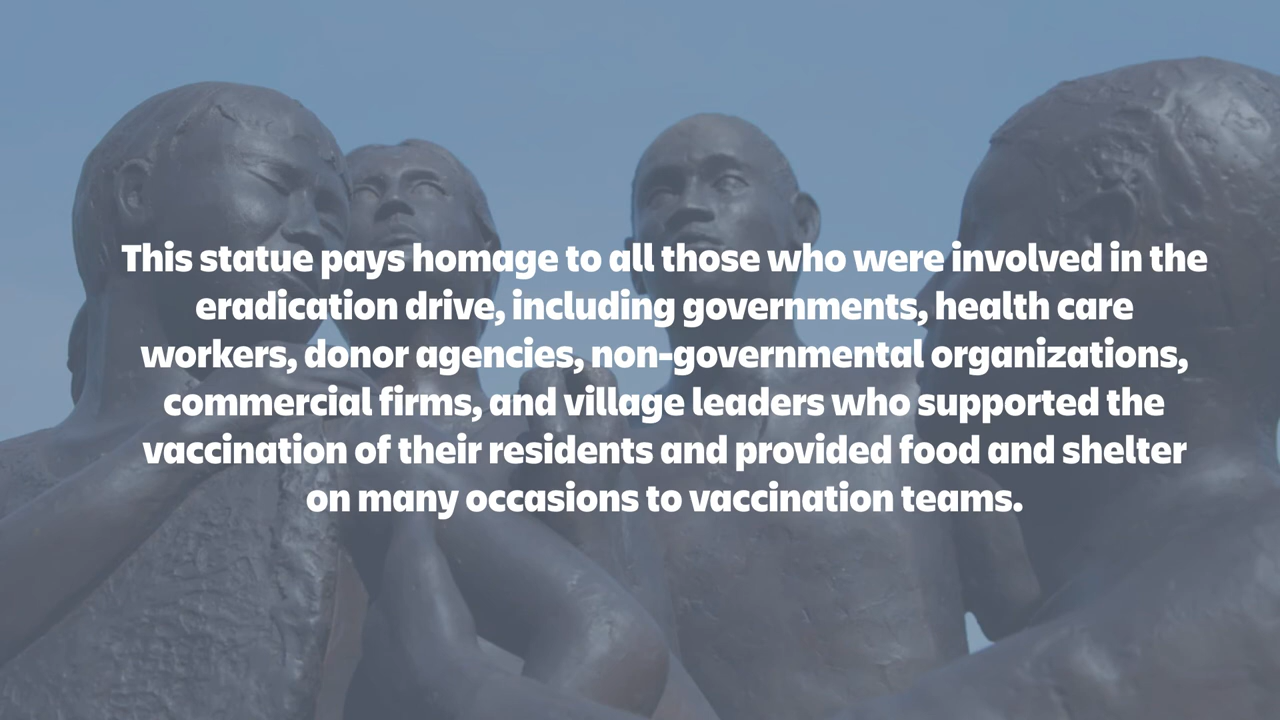 This statue pays homage to all those who were involved in the
eradication drive, including governments, health care
workers, donor agencies, non-governmental organizations,
commercial firms, and village leaders who supported the
vaccination of their residents and provided food and shelter
on many occasions to vaccination teams.